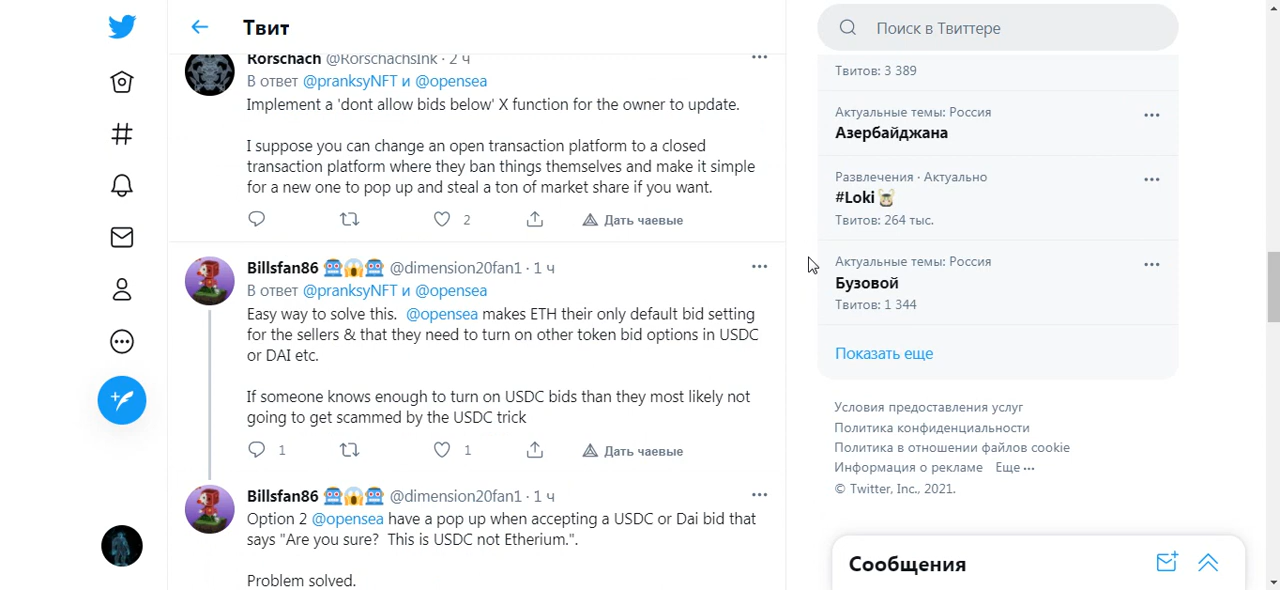 Твит
Rorschach @RorschachsInk · 2 ч
В ответ @pranksyNFT и @opensea
Implement a 'dont allow bids below' X function for the owner to update.
I suppose you can change an open transaction platform to a closed
transaction platform where they ban things themselves and make it simple
for a new one to pop up and steal a ton of market share if you want.
2
Дать чаевые
Billsfan86 @dimension20fan1 · 1 ч
В ответ @pranksyNFT и @opensea
Easy way to solve this. @opensea makes ETH their only default bid setting
for the sellers & that they need to turn on other token bid options in USDC
or DAI etc.
If someone knows enough to turn on USDC bids than they most likely not
going to get scammed by the USDC trick
1
1
Дать чаевые
Billsfan86 @dimension20fan1 · 1 ч
Option 2 @opensea have a pop up when accepting a USDC or Dai bid that
says "Are you sure? This is USDC not Etherium.".
Problem solved.
Поиск в Твиттере
Твитов: 3 389
Актуальные темы: Россия
Азербайджана
Развлечения · Актуально
#Loki
Твитов: 264 тыс.
Актуальные темы: Россия
Бузовой
Твитов: 1 344
Показать еще
Условия предоставления услуг
Политика конфиденциальности
Политика в отношении файлов cookie
Информация о рекламе Еще ···
© Twitter, Inc., 2021.
Сообщения